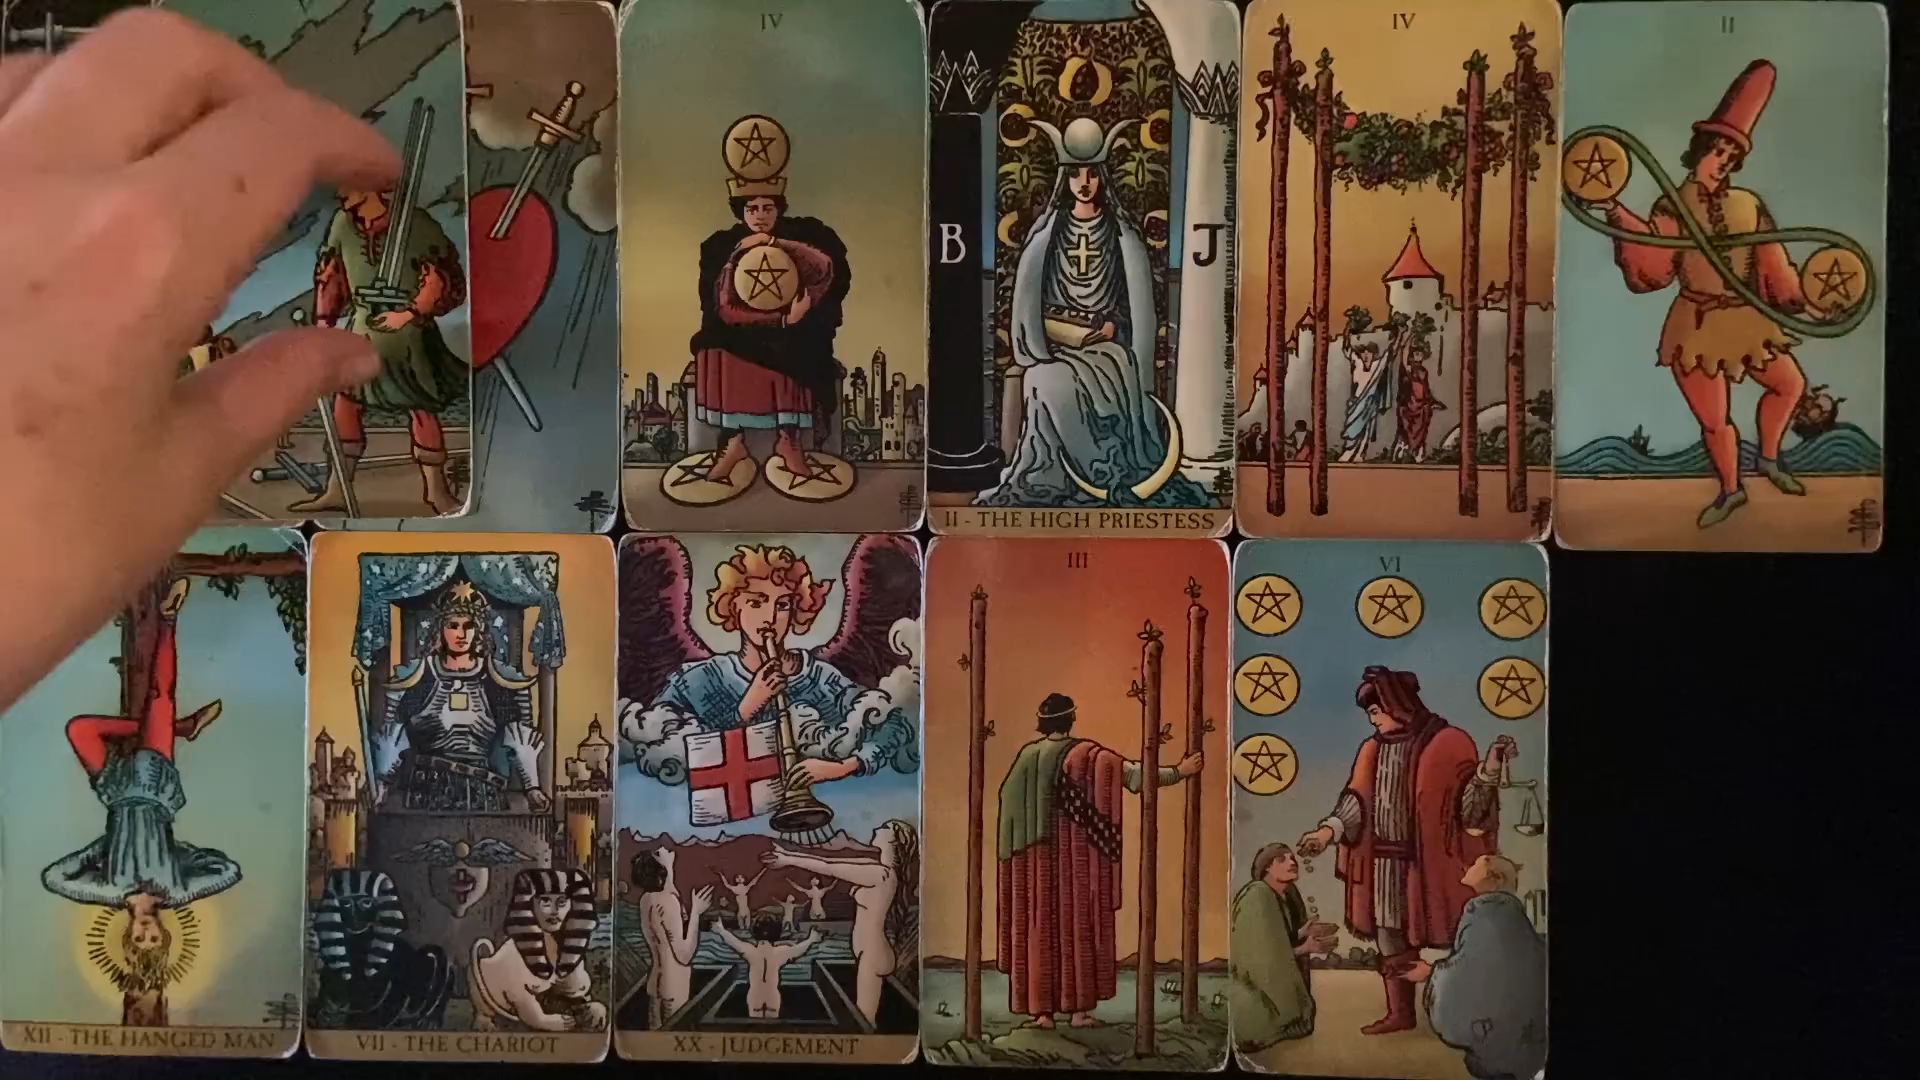 IV
IV
II
B
J
II - THE HIGH PRIESTESS
III
VI
XII - THE HANGED MAN
VII - THE CHARIOT
XX - JUDGEMENT